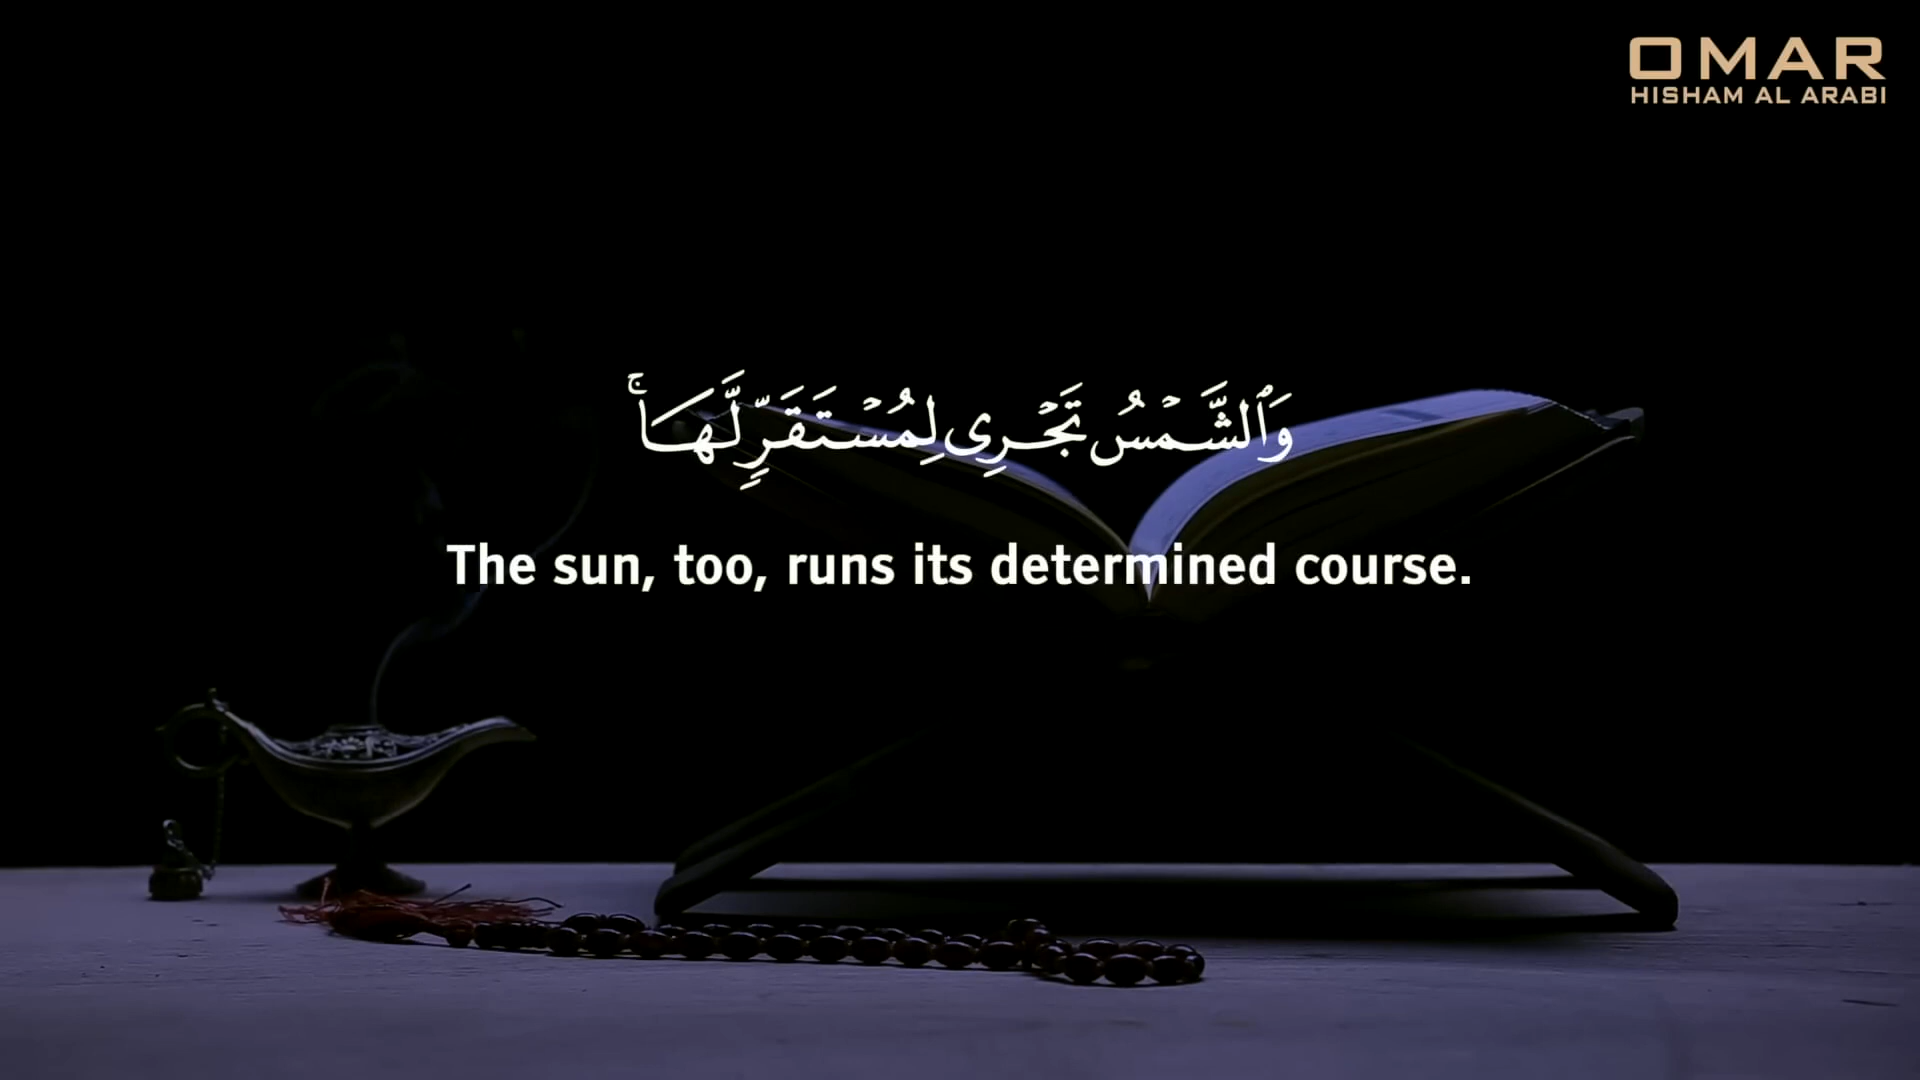 OMAR
HISHAM AL ARABI
وَٱلشَّمۡسُ تَجۡرِى لِمُسۡتَقَرٍّ لَّهَاۚ
The sun, too, runs its determined course.